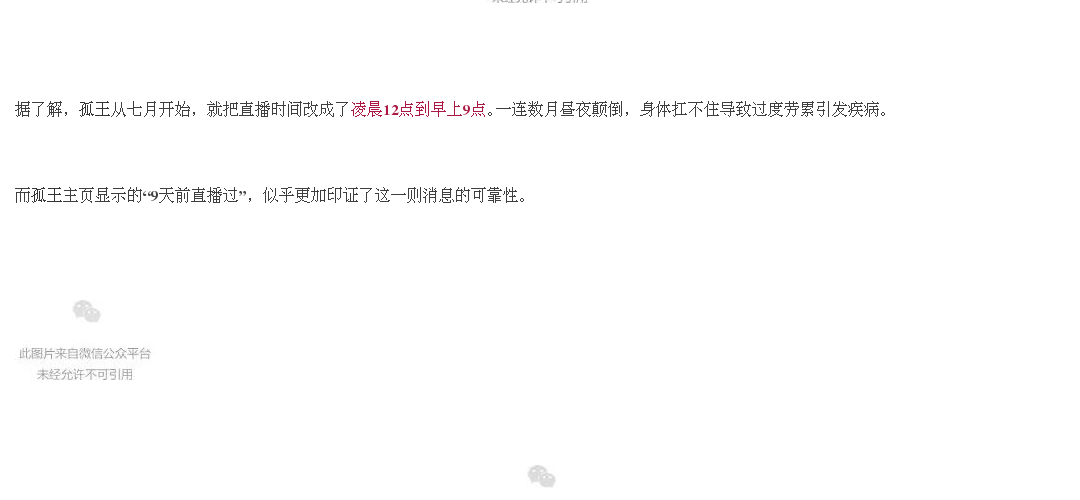 据了解，孤王从七月开始，就把直播时间改成了凌晨12点到早上9点。一连数月昼夜颠倒，身体扛不住导致过度劳累引发疾病。
而孤王主页显示的“9天前直播过”，似乎更加印证了这一则消息的可靠性。
此图片来自微信公众平台
未经允许不可引用